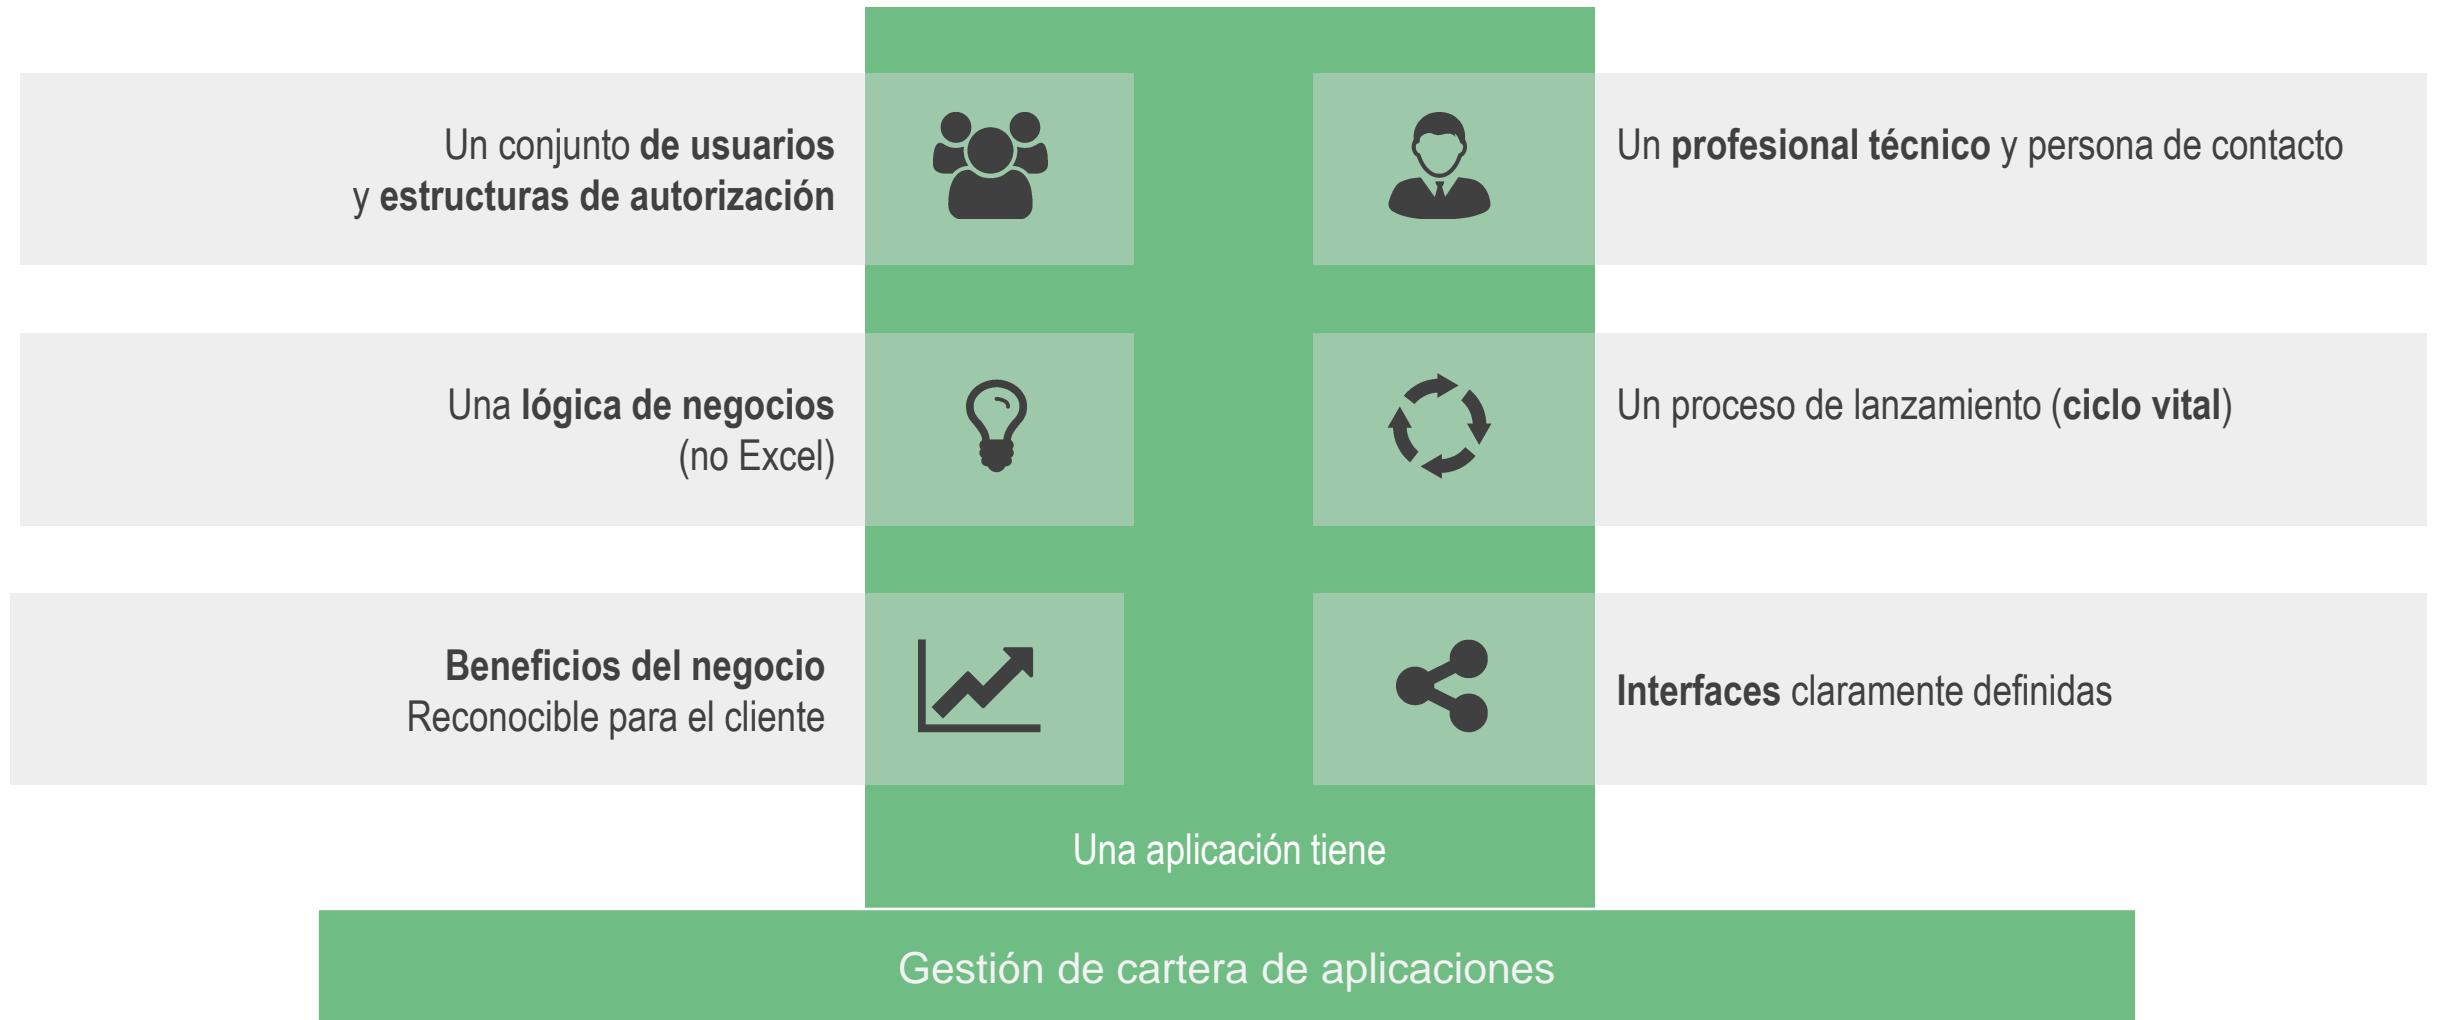 Un conjunto de usuarios
y estructuras de autorización
Un profesional técnico y persona de contacto
Una lógica de negocios
(no Excel)
Un proceso de lanzamiento (ciclo vital)
Beneficios del negocio
Reconocible para el cliente
Interfaces claramente definidas
Una aplicación tiene
Gestión de cartera de aplicaciones